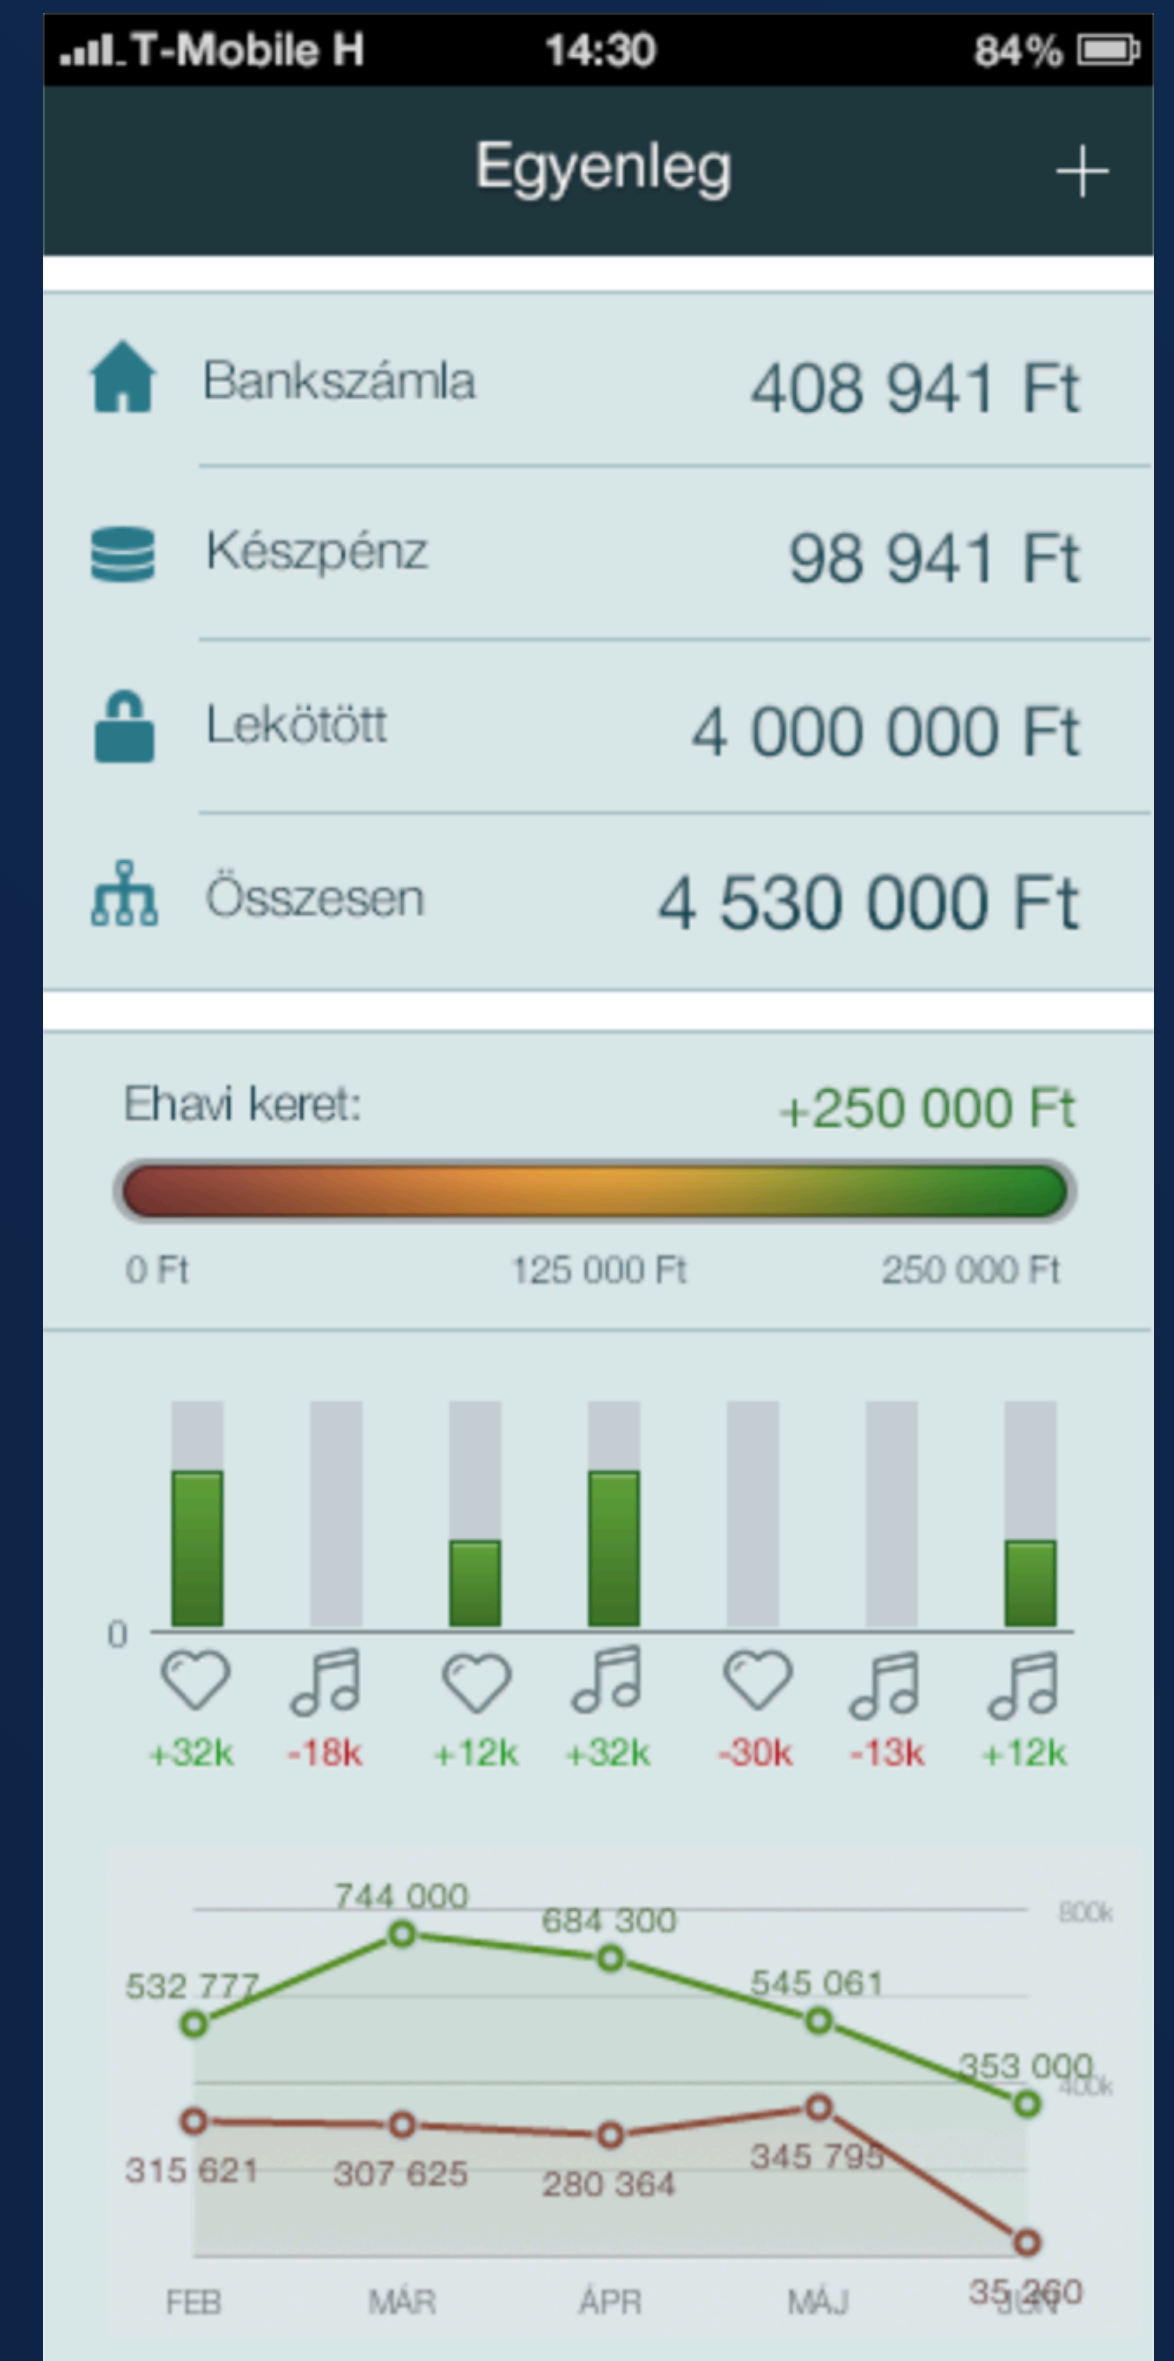 T-Mobile H 14:30 84%
Egyenleg +
Bankszámla 408 941 Ft
Készpénz 98 941 Ft
Lekötött 4 000 000 Ft
Összesen 4 530 000 Ft
Ehavi keret: +250 000 Ft
0 Ft 125 000 Ft 250 000 Ft
0
+32k -18k +12k +32k -30k -13k +12k
744 000
800k
684 300
532 777
545 061
353 000
400k
345 795
315 621 307 625 280 364
35 260
FEB MÁR ÁPR MÁJ JÚN